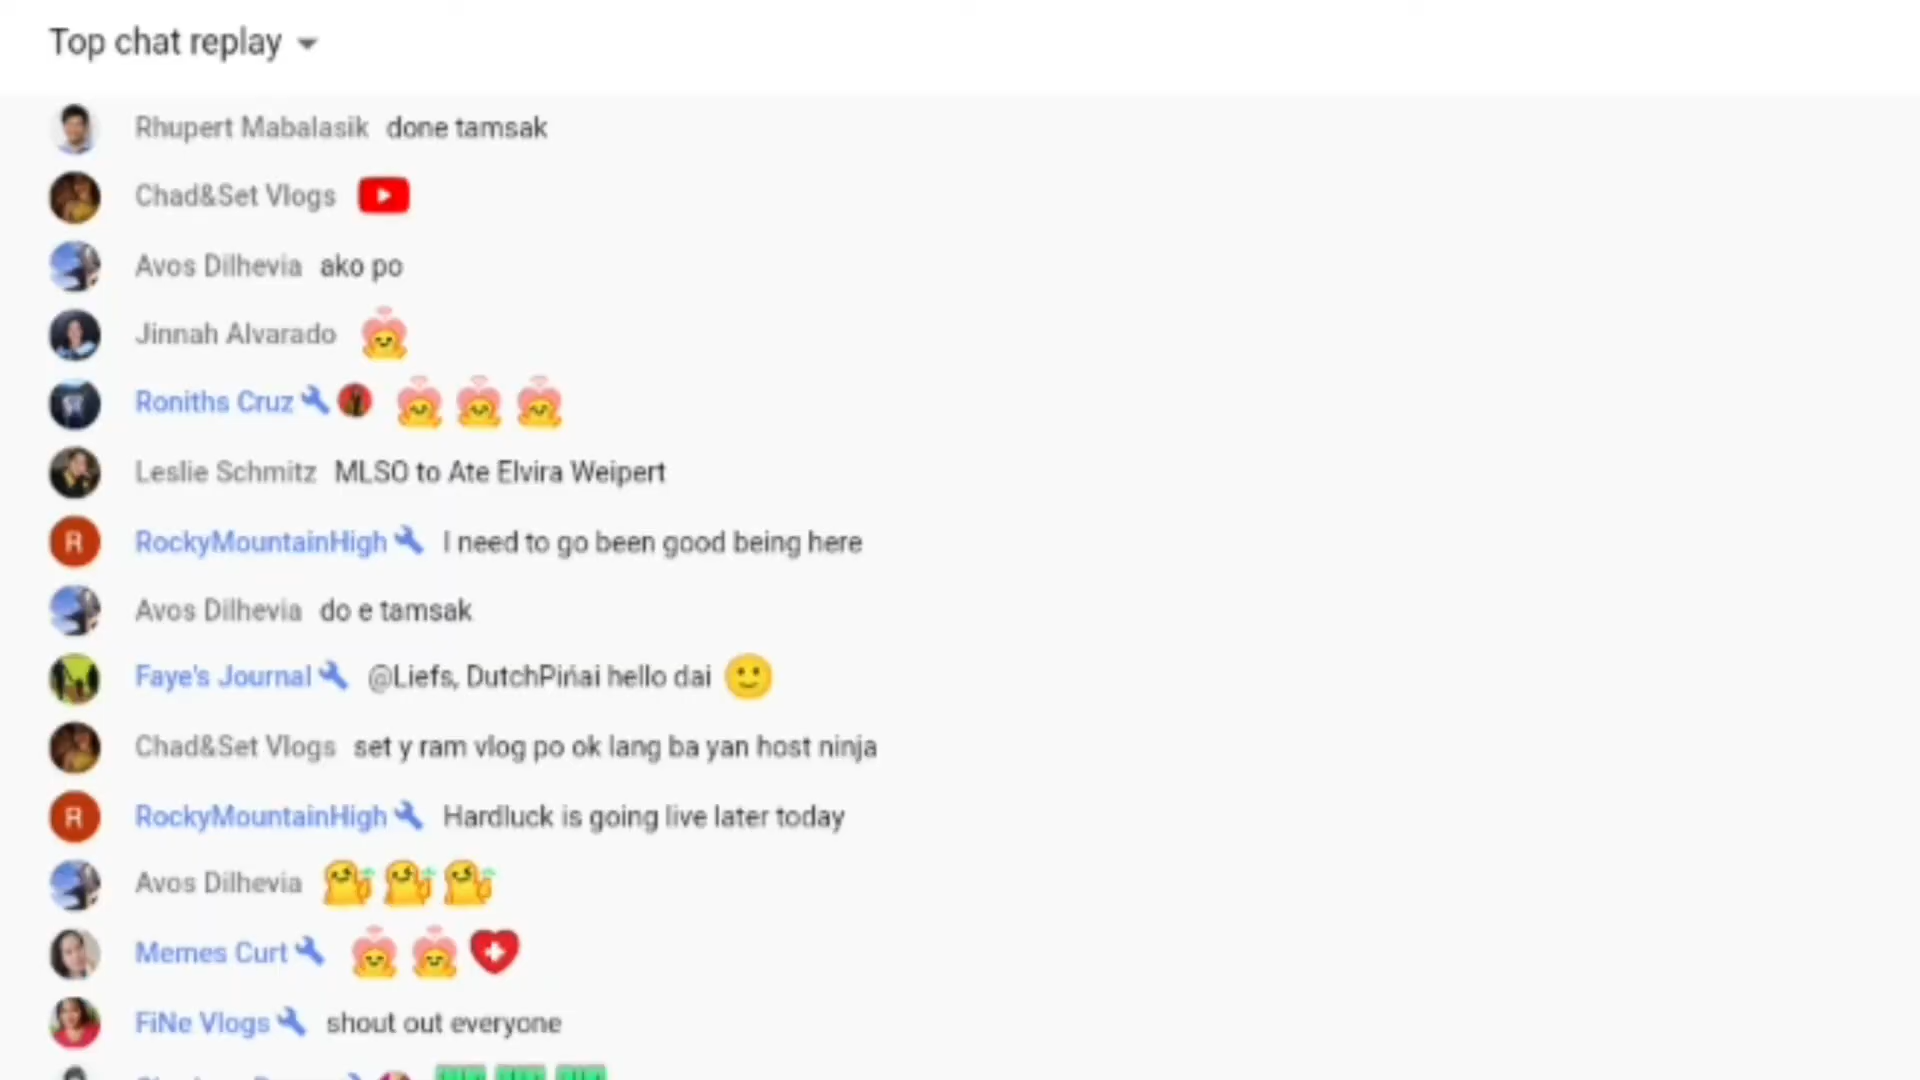 Top chat replay
Rhupert Mabalasik done tamsak
Chad&Set Vlogs
Avos Dilhevia ako po
Jinnah Alvarado
Roniths Cruz
Leslie Schmitz MLSO to Ate Elvira Weipert
R RockyMountainHigh I need to go been good being here
Avos Dilhevia do e tamsak
Faye's Journal @Liefs, DutchPińai hello dai
Chad&Set Vlogs set y ram vlog po ok lang ba yan host ninja
R RockyMountainHigh Hardluck is going live later today
Avos Dilhevia
Memes Curt
FiNe Vlogs shout out everyone